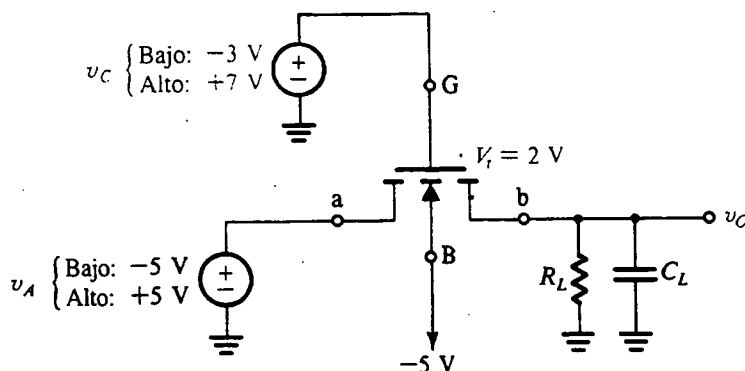 v_C { Bajo: −3 V
Alto: +7 V
+
−
G
V_t = 2 V
a
b
v_O
B
v_A { Bajo: −5 V
Alto: +5 V
+
−
R_L
C_L
−5 V